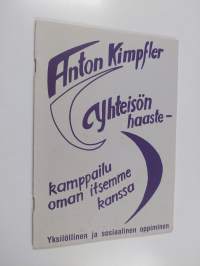 Anton Kimpfler
Yhteisön
haaste –
kamppailu
oman itsemme
kanssa
Yksilöllinen ja sosiaalinen oppiminen